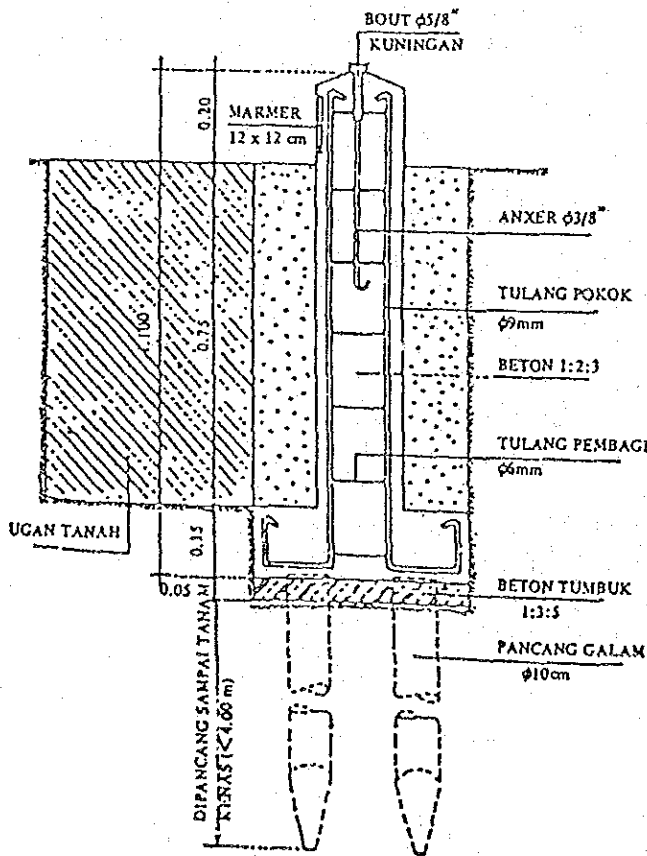 BOUT φ5/8"
KUNINGAN
MARMER
12 x 12 cm
0.20
ANXER φ3/8"
TULANG POKOK
φ9mm
1.100
0.75
BETON 1:2:3
TULANG PEMBAGI
φ6mm
UGAN TANAH
0.15
0.05
BETON TUMBUK
1:3:5
PANCANG GALAM
φ10cm
DIPANCANG SAMPAI TANAH
(< 4.00 m)